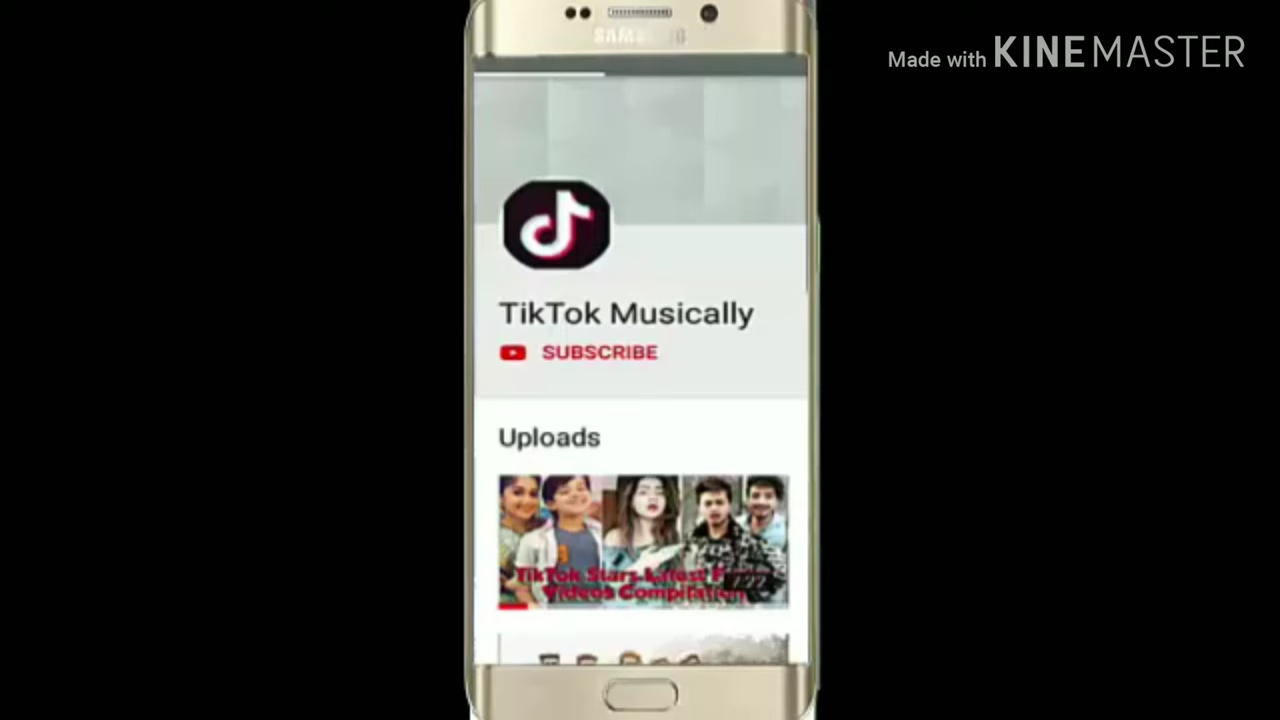 SAMSUNG
Made with KINEMASTER
TikTok Musically
SUBSCRIBE
Uploads
TikTok Stars Latest F
Videos Compilation